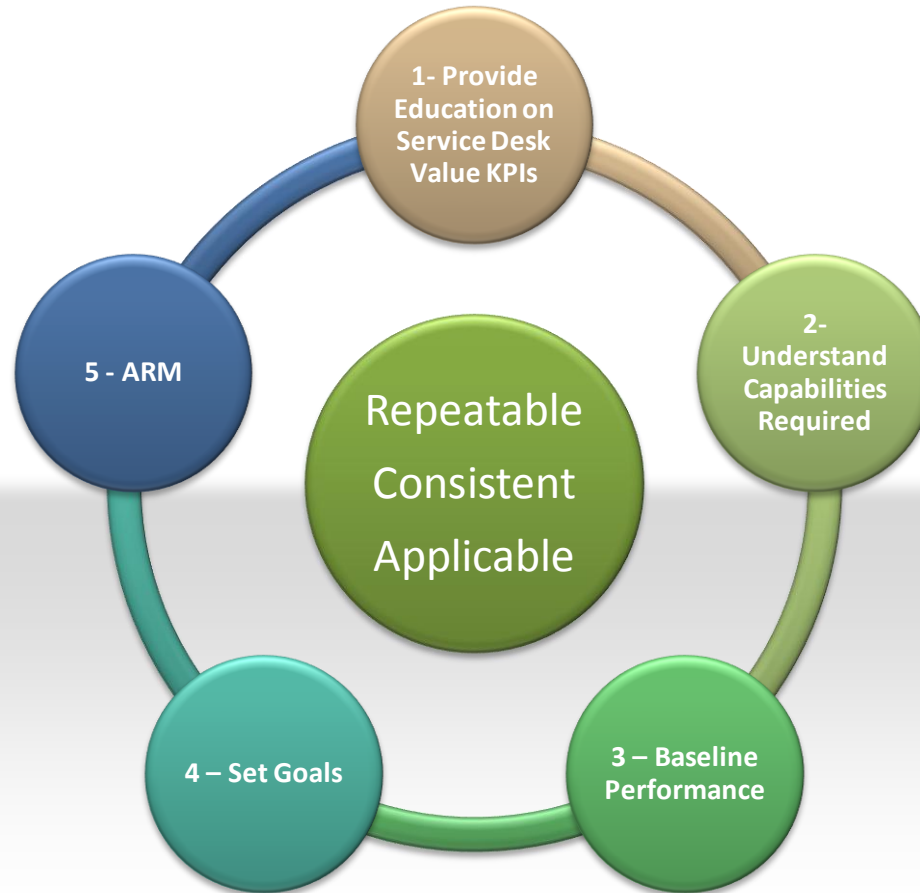 1- Provide
Education on
Service Desk
Value KPIs
2-
Understand
Capabilities
Required
3 – Baseline
Performance
4 – Set Goals
5 - ARM
Repeatable
Consistent
Applicable